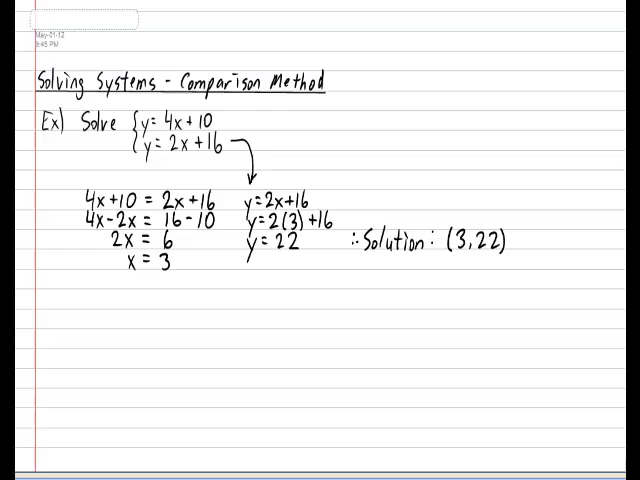 May-01-12
8:45 PM
Solving Systems - Comparison Method
Ex) Solve { y = 4x + 10
y = 2x + 16
4x + 10 = 2x + 16 y = 2x + 16
4x - 2x = 16 - 10 y = 2(3) + 16
2x = 6 y = 22 ∴ Solution: (3, 22)
x = 3